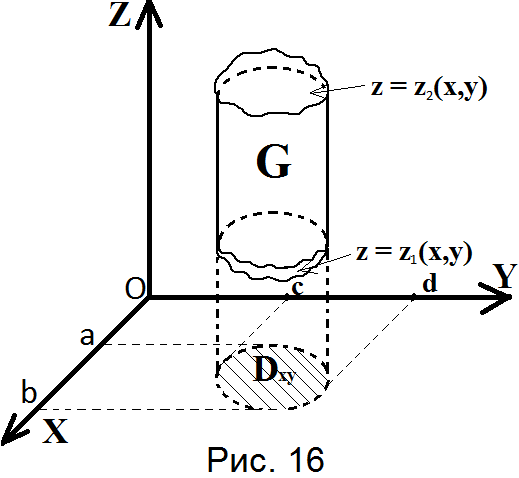 Z
z = z₂(x,y)
G
z = z₁(x,y)
O
c
d
Y
a
b
Dxy
X
Рис. 16